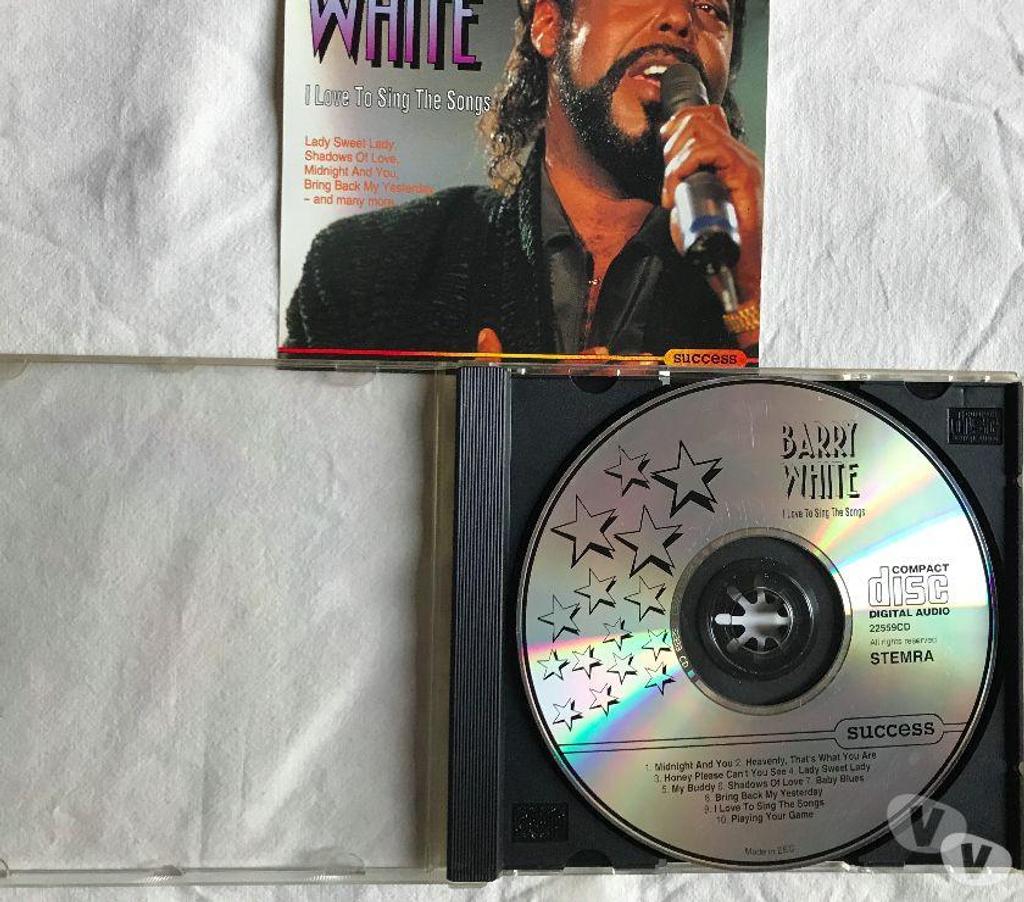 WHITE
I Love To Sing The Songs
Lady Sweet Lady,
Shadows Of Love,
Midnight And You,
Bring Back My Yesterday
– and many more
success
BARRY
WHITE
I Love To Sing The Songs
COMPACT
disc
DIGITAL AUDIO
22559CD
All rights reserved
STEMRA
success
1. Midnight And You 2. Heavenly, That's What You Are
3. Honey Please Can't You See 4. Lady Sweet Lady
5. My Buddy 6. Shadows Of Love 7. Baby Blues
8. Bring Back My Yesterday
9. I Love To Sing The Songs
10. Playing Your Game
Made in EEC
VV